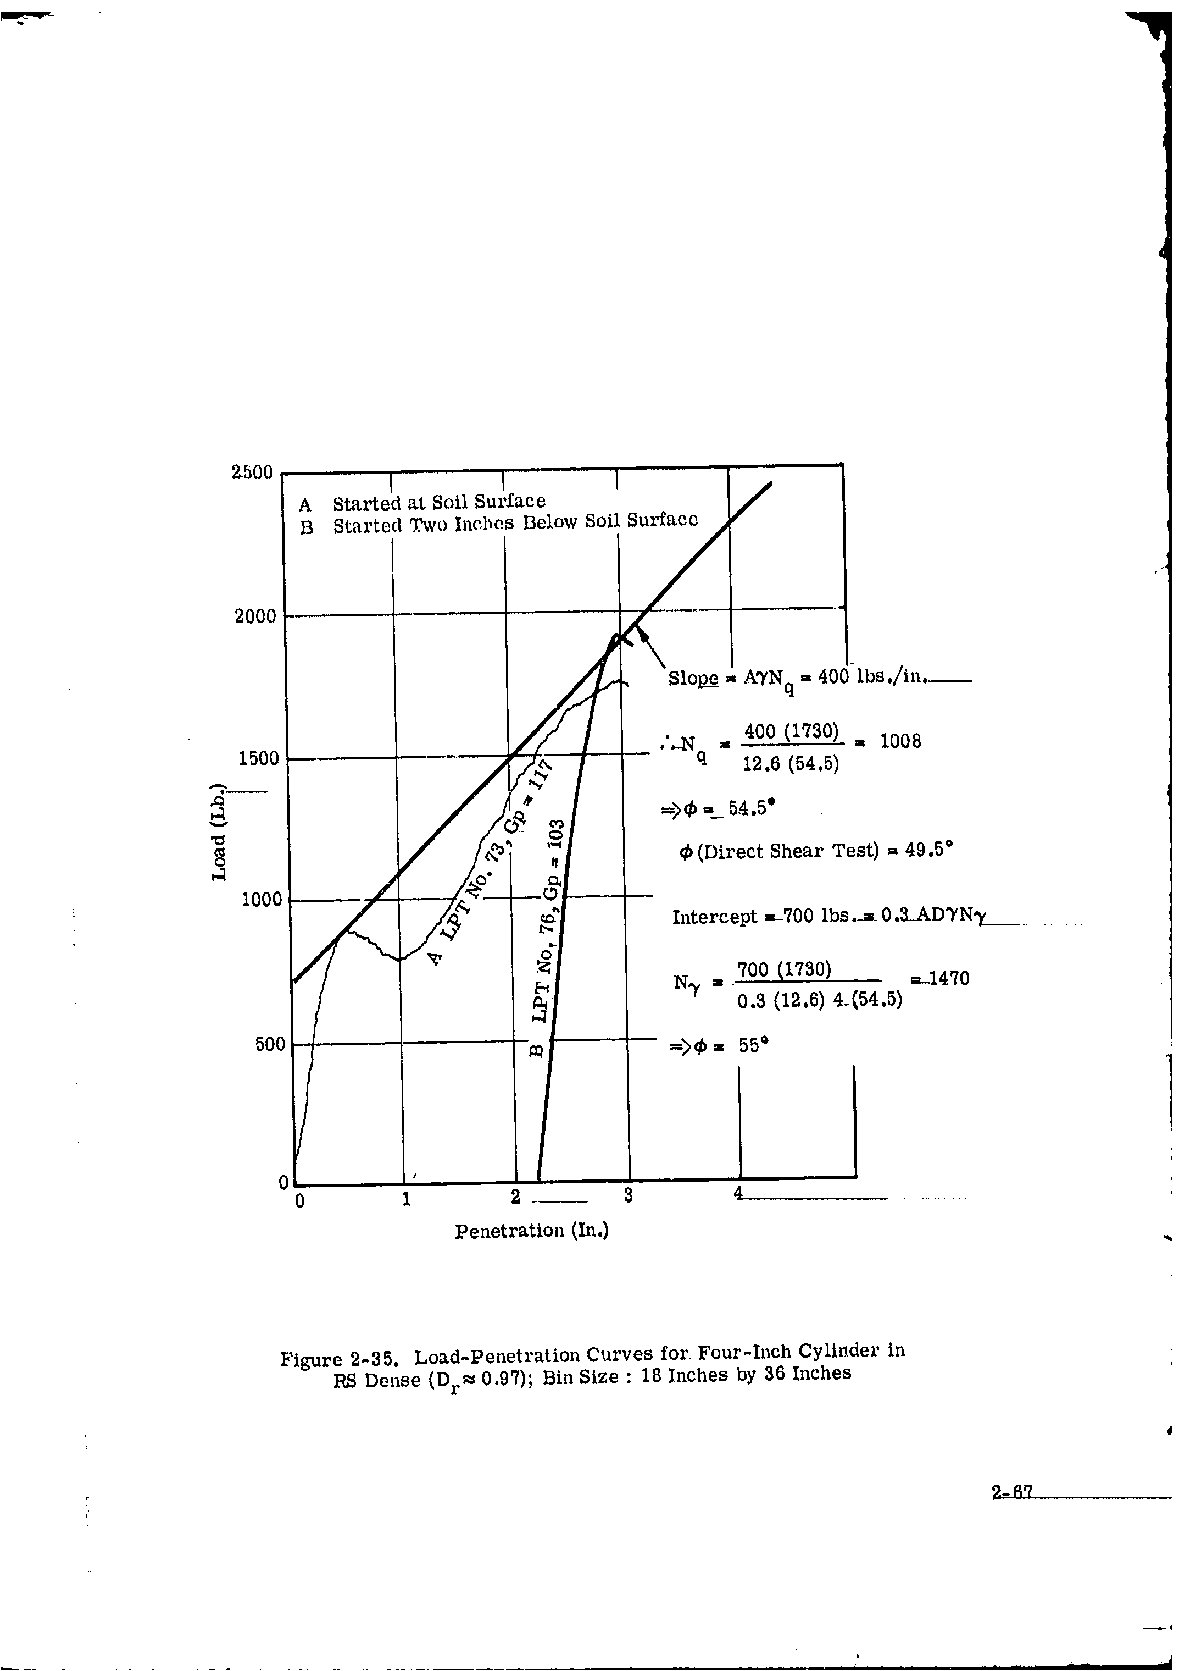 2500
A Started at Soil Surface
B Started Two Inches Below Soil Surface
2000
Slope = AγN_q = 400 lbs./in.
∴ N_q = 400 (1730) / 12.6 (54.5) = 1008
1500
⇒ φ = 54.5°
φ (Direct Shear Test) = 49.5°
Load (Lb.)
A LPT No. 73, Gp = 117
B LPT No. 76, Gp = 103
1000
Intercept = 700 lbs. = 0.3 ADγNγ
Nγ = 700 (1730) / 0.3 (12.6) 4 (54.5) = 1470
500
⇒ φ = 55°
0
0 1 2 3 4
Penetration (In.)
Figure 2-35. Load-Penetration Curves for Four-Inch Cylinder in
RS Dense (D_r ≈ 0.97); Bin Size : 18 Inches by 36 Inches
2-67